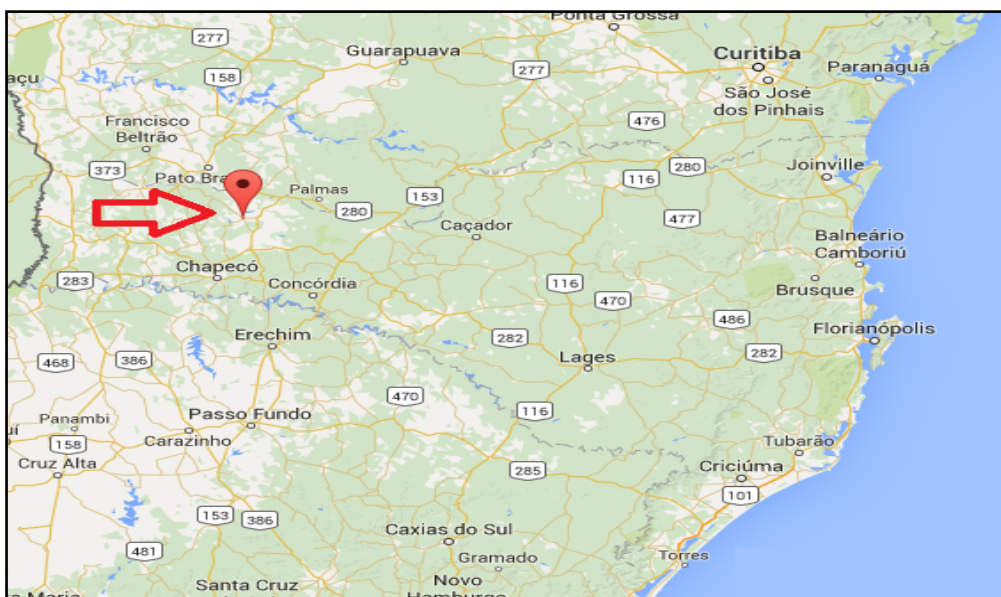 Ponta Grossa
277
Guarapuava
Curitiba
158
277
Paranaguá
açu
São José
dos Pinhais
Francisco
Beltrão
476
373
Pato Bra
280
Joinville
116
Palmas
153
280
477
Caçador
Balneário
Camboriú
Chapecó
283
Concórdia
116
470
Brusque
486
Erechim
282
Florianópolis
468
386
282
Lages
470
116
Panambi
Passo Fundo
158
Carazinho
Tubarão
Cruz Alta
285
Criciúma
101
153
386
Caxias do Sul
481
Gramado
Torres
Santa Cruz
Novo
Hamburgo
Maria